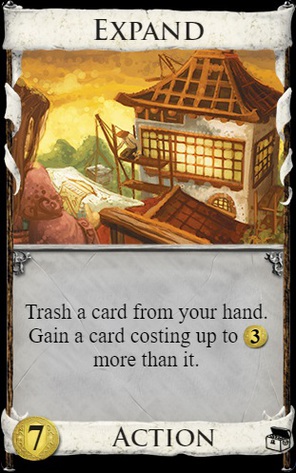 EXPAND
Trash a card from your hand.
Gain a card costing up to 3
more than it.
7 ACTION